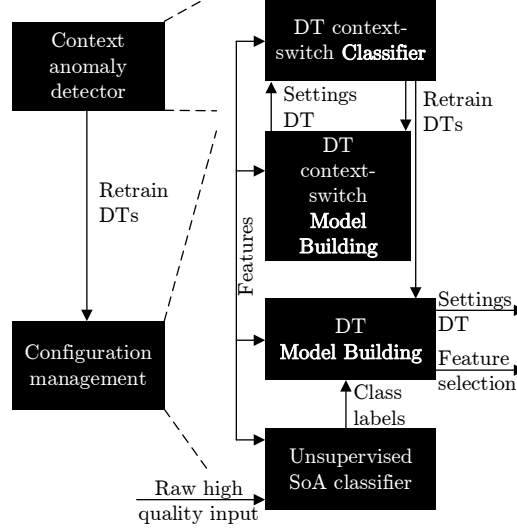 Context
anomaly
detector
Retrain
DTs
Configuration
management
Features
DT context-
switch Classifier
Settings
DT
Retrain
DTs
DT
context-
switch
Model
Building
DT
Model Building
Settings
DT
Feature
selection
Class
labels
Unsupervised
SoA classifier
Raw high
quality input